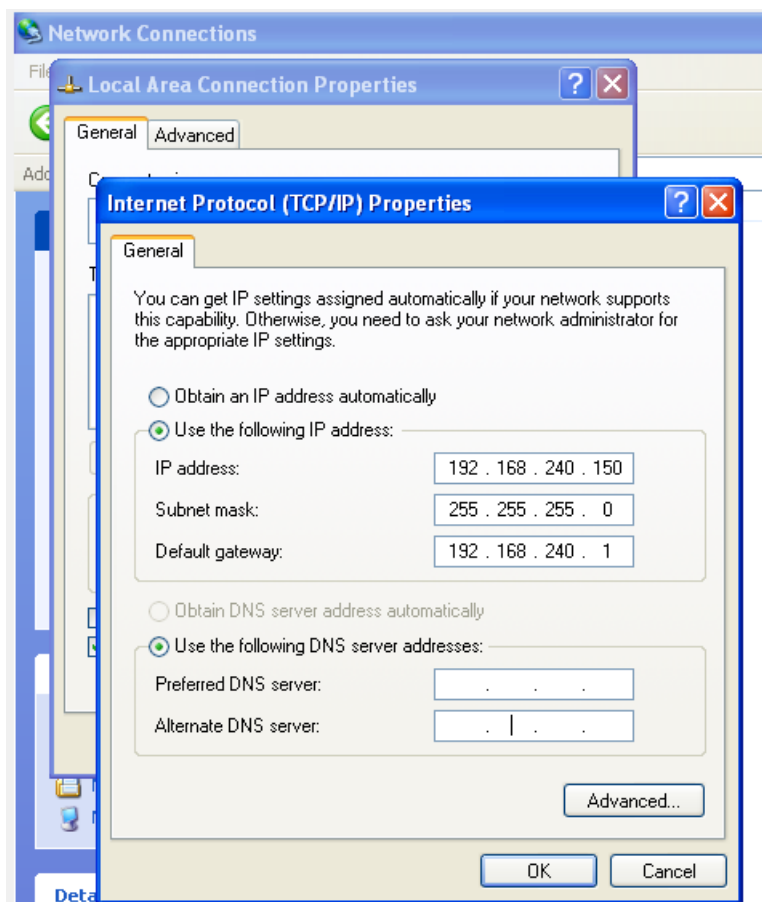 Network Connections
File
Local Area Connection Properties
General Advanced
Internet Protocol (TCP/IP) Properties
General
You can get IP settings assigned automatically if your network supports
this capability. Otherwise, you need to ask your network administrator for
the appropriate IP settings.
Obtain an IP address automatically
Use the following IP address:
IP address: 192 . 168 . 240 . 150
Subnet mask: 255 . 255 . 255 . 0
Default gateway: 192 . 168 . 240 . 1
Obtain DNS server address automatically
Use the following DNS server addresses:
Preferred DNS server: . . .
Alternate DNS server: . . .
Advanced...
OK Cancel
Deta